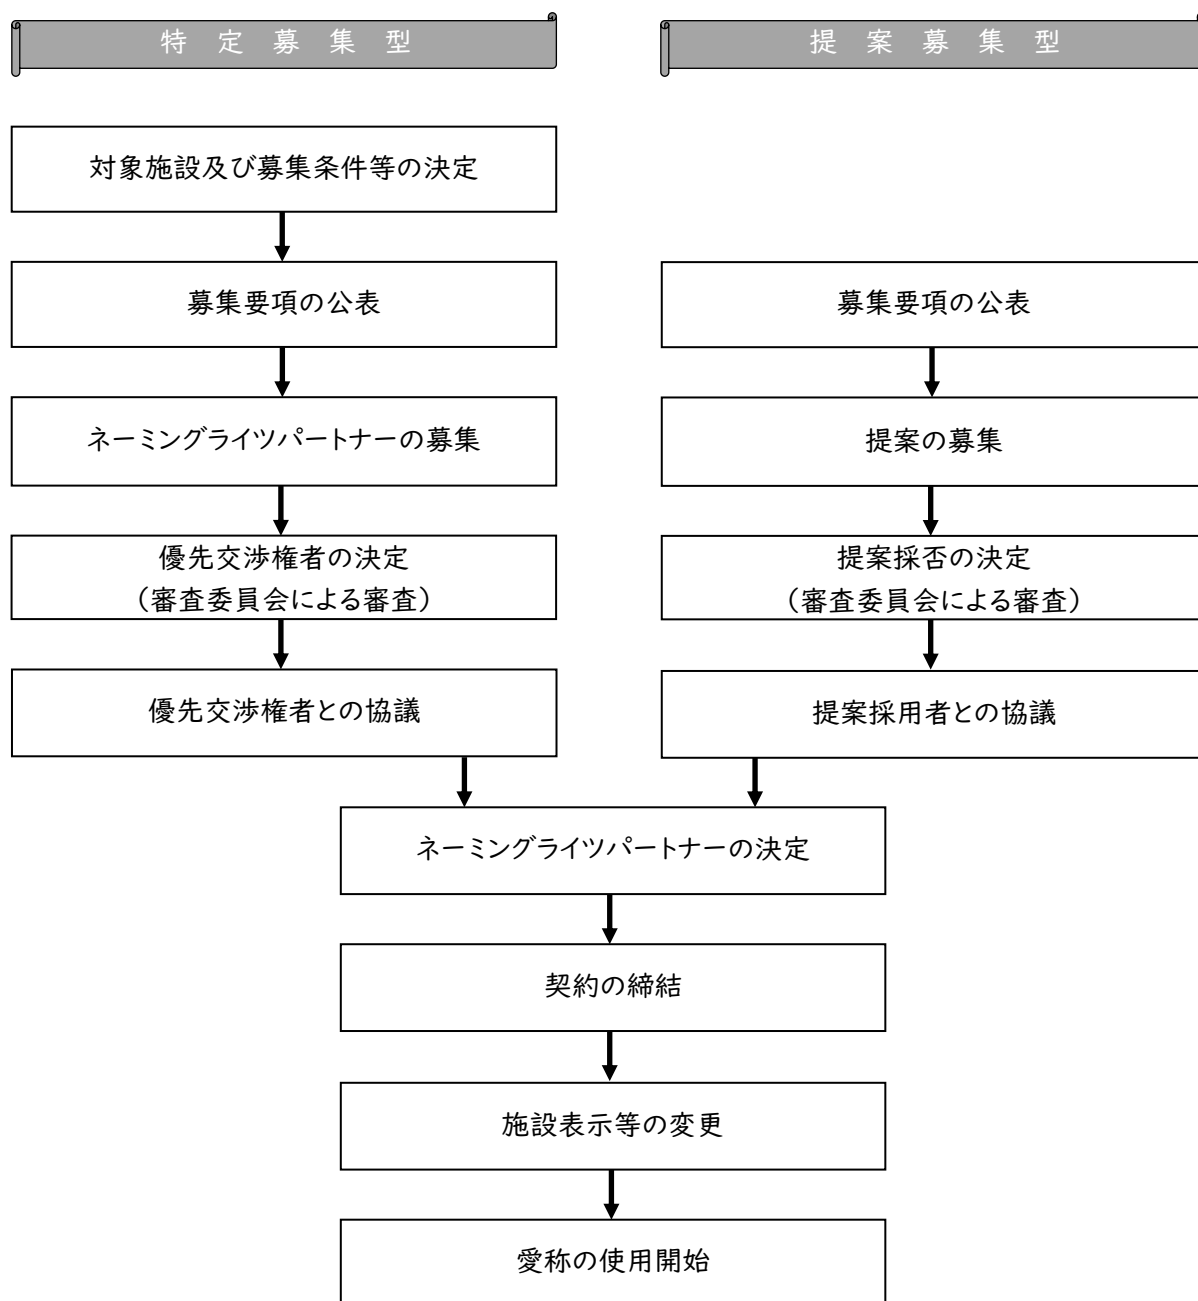 特定募集型
対象施設及び募集条件等の決定
募集要項の公表
ネーミングライツパートナーの募集
優先交渉権者の決定
（審査委員会による審査）
優先交渉権者との協議
提案募集型
募集要項の公表
提案の募集
提案採否の決定
（審査委員会による審査）
提案採用者との協議
ネーミングライツパートナーの決定
契約の締結
施設表示等の変更
愛称の使用開始